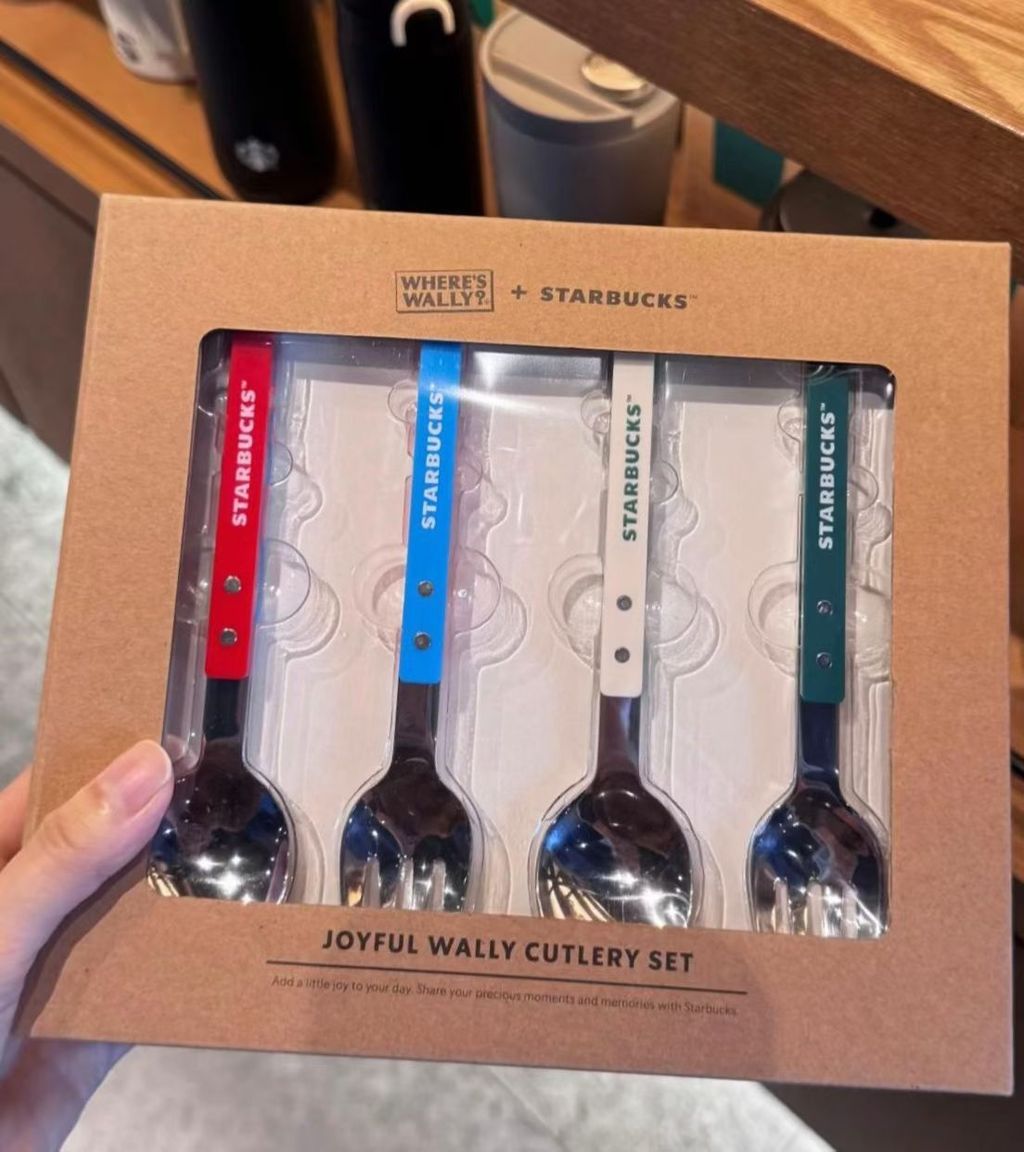 WHERE'S
WALLY?®
+ STARBUCKS™
STARBUCKS™
STARBUCKS™
STARBUCKS™
STARBUCKS™
JOYFUL WALLY CUTLERY SET
Add a little joy to your day. Share your precious moments and memories with Starbucks.